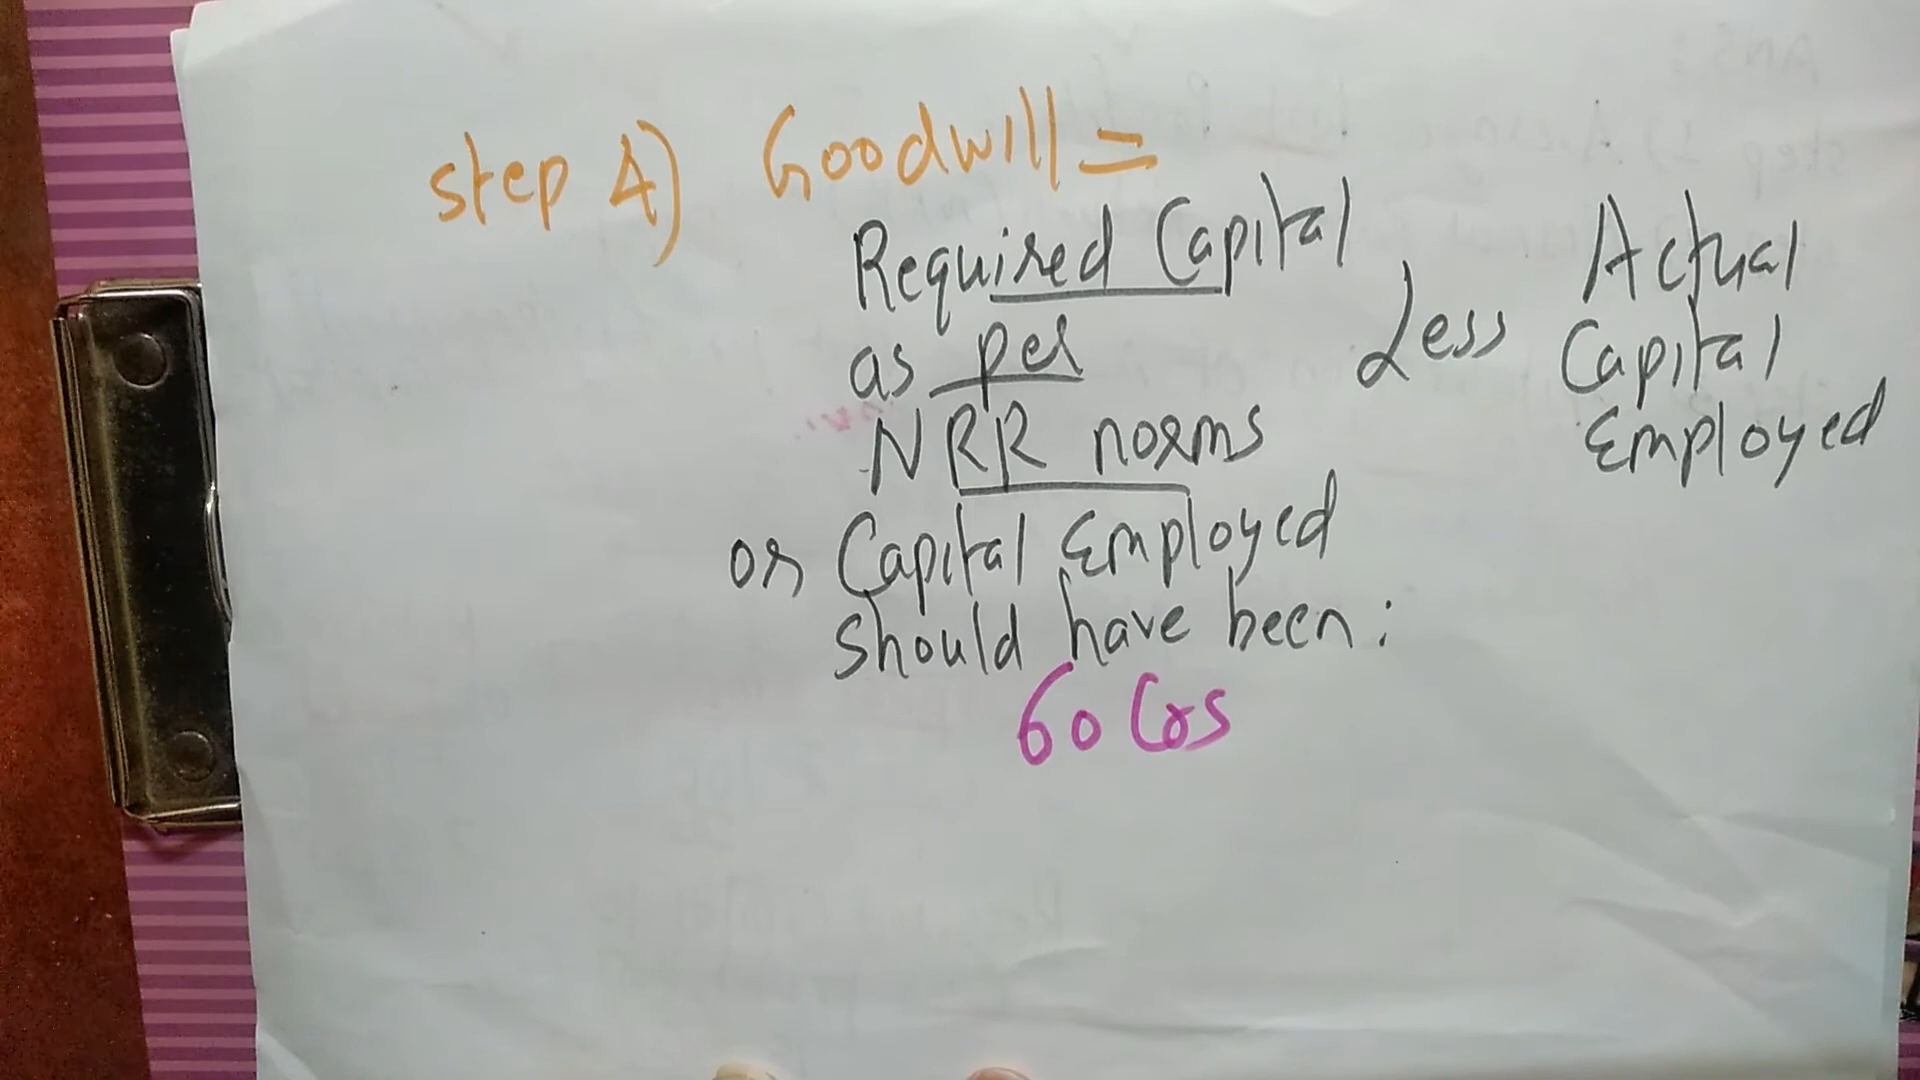 step 4) Goodwill =
Required Capital
as per
NRR norms
or Capital Employed
should have been:
60 Crs
Less
Actual
Capital
Employed